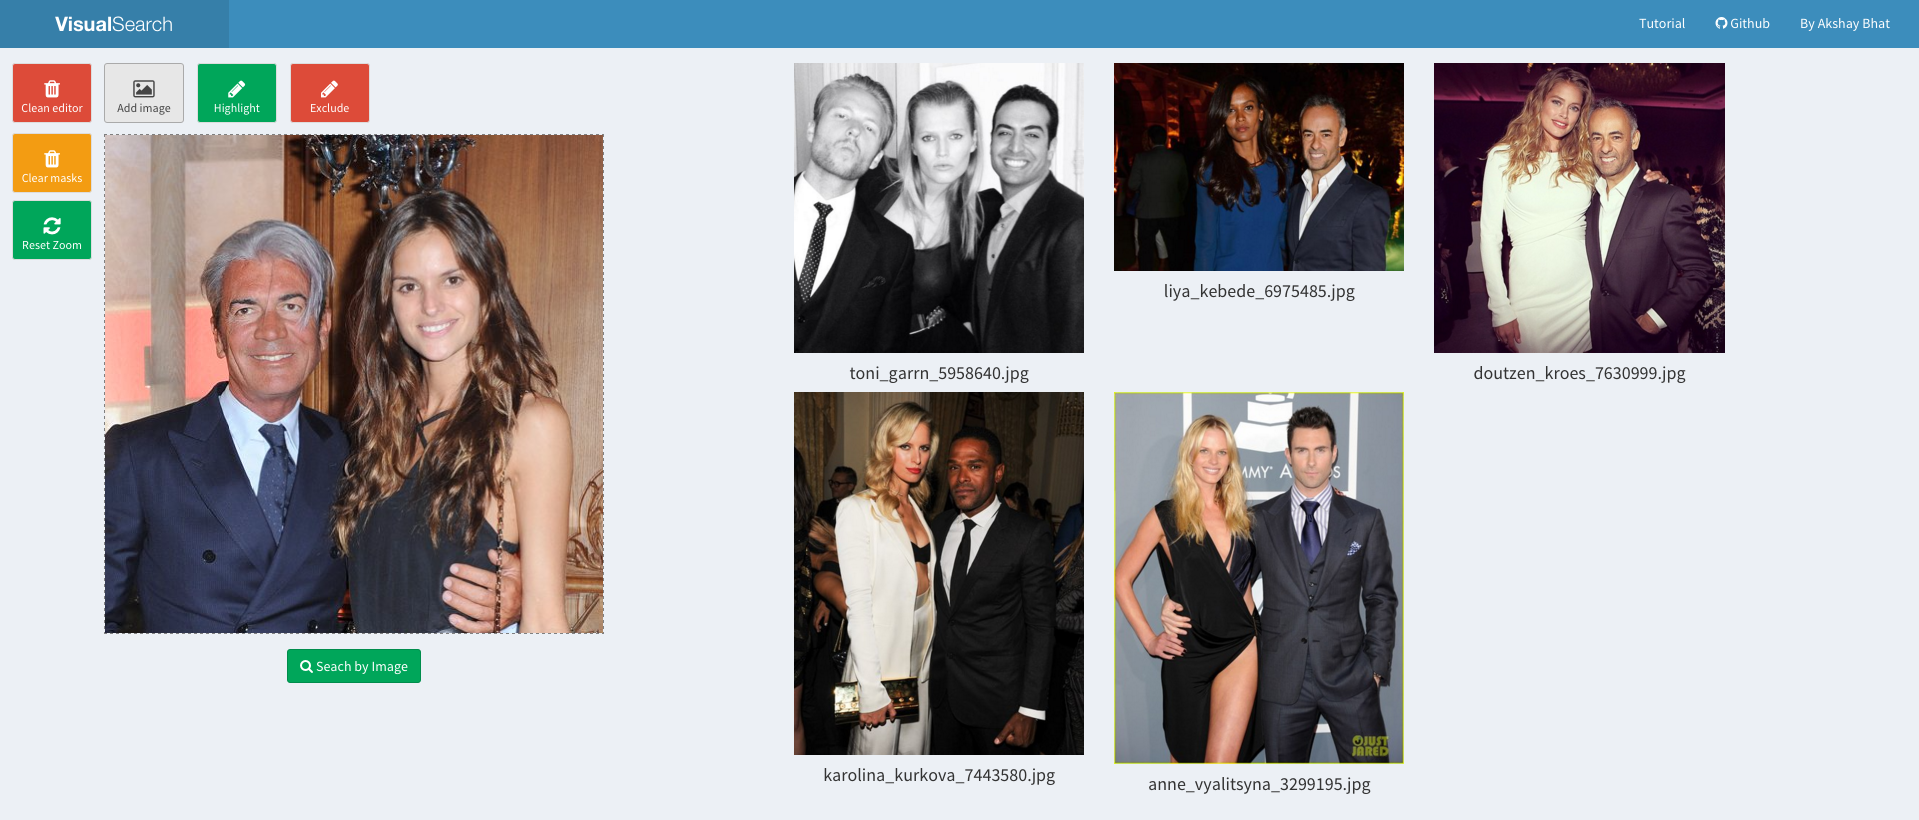 VisualSearch
Tutorial
Github
By Akshay Bhat
Clean editor
Add image
Highlight
Exclude
Clear masks
Reset Zoom
Seach by Image
toni_garrn_5958640.jpg
liya_kebede_6975485.jpg
doutzen_kroes_7630999.jpg
MMY® A DS
JUST
JARED
karolina_kurkova_7443580.jpg
anne_vyalitsyna_3299195.jpg